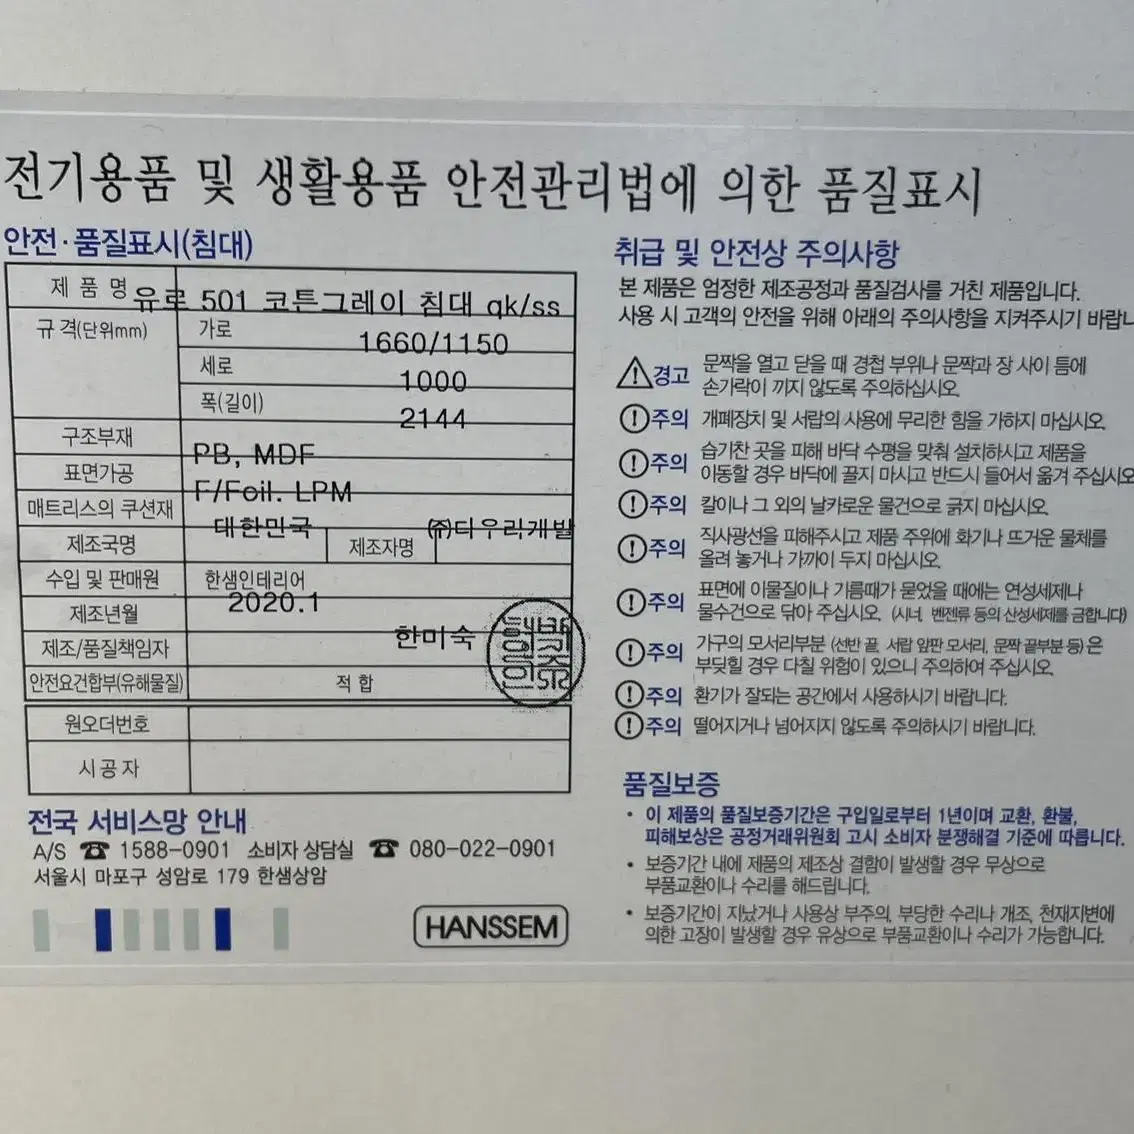 전기용품 및 생활용품 안전관리법에 의한 품질표시
안전·품질표시(침대)
제 품 명 유로 501 코튼그레이 침대 qk/ss
규 격(단위mm) 가로 1660/1150
세로 1000
폭(길이) 2144
구조부재 PB, MDF
표면가공 F/Foil. LPM
매트리스의 쿠션재
제조국명 대한민국 제조자명 ㈜더우리개발
수입 및 판매원 한샘인테리어
제조년월 2020.1
제조/품질책임자 한미숙
안전요건합부(유해물질) 적 합
원오더번호
시공자
전국 서비스망 안내
A/S ☎ 1588-0901 소비자 상담실 ☎ 080-022-0901
서울시 마포구 성암로 179 한샘상암
HANSSEM
취급 및 안전상 주의사항
본 제품은 엄정한 제조공정과 품질검사를 거친 제품입니다.
사용 시 고객의 안전을 위해 아래의 주의사항을 지켜주시기 바랍니
경고 문짝을 열고 닫을 때 경첩 부위나 문짝과 장 사이 틈에
손가락이 끼지 않도록 주의하십시오.
주의 개폐장치 및 서랍의 사용에 무리한 힘을 가하지 마십시오.
주의 습기찬 곳을 피해 바닥 수평을 맞춰 설치하시고 제품을
이동할 경우 바닥에 끌지 마시고 반드시 들어서 옮겨 주십시오
주의 칼이나 그 외의 날카로운 물건으로 긁지 마십시오.
주의 직사광선을 피해주시고 제품 주위에 화기나 뜨거운 물체를
올려 놓거나 가까이 두지 마십시오.
주의 표면에 이물질이나 기름때가 묻었을 때에는 연성세제나
물수건으로 닦아 주십시오. (시너, 벤젠류 등의 산성세제를 금합니다)
주의 가구의 모서리부분 (선반 끝, 서랍 앞판 모서리, 문짝 끝부분 등)은
부딪힐 경우 다칠 위험이 있으니 주의하여 주십시오.
주의 환기가 잘되는 공간에서 사용하시기 바랍니다.
주의 떨어지거나 넘어지지 않도록 주의하시기 바랍니다.
품질보증
• 이 제품의 품질보증기간은 구입일로부터 1년이며 교환, 환불,
피해보상은 공정거래위원회 고시 소비자 분쟁해결 기준에 따릅니다.
• 보증기간 내에 제품의 제조상 결함이 발생할 경우 무상으로
부품교환이나 수리를 해드립니다.
• 보증기간이 지났거나 사용상 부주의, 부당한 수리나 개조, 천재지변에
의한 고장이 발생할 경우 유상으로 부품교환이나 수리가 가능합니다.